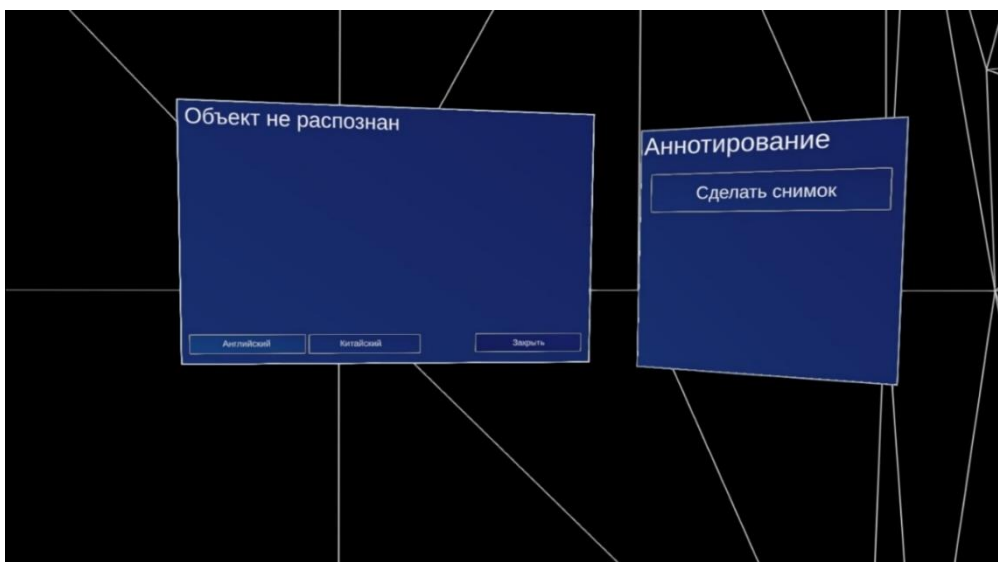 Объект не распознан
Английский Китайский Закрыть
Аннотирование
Сделать снимок